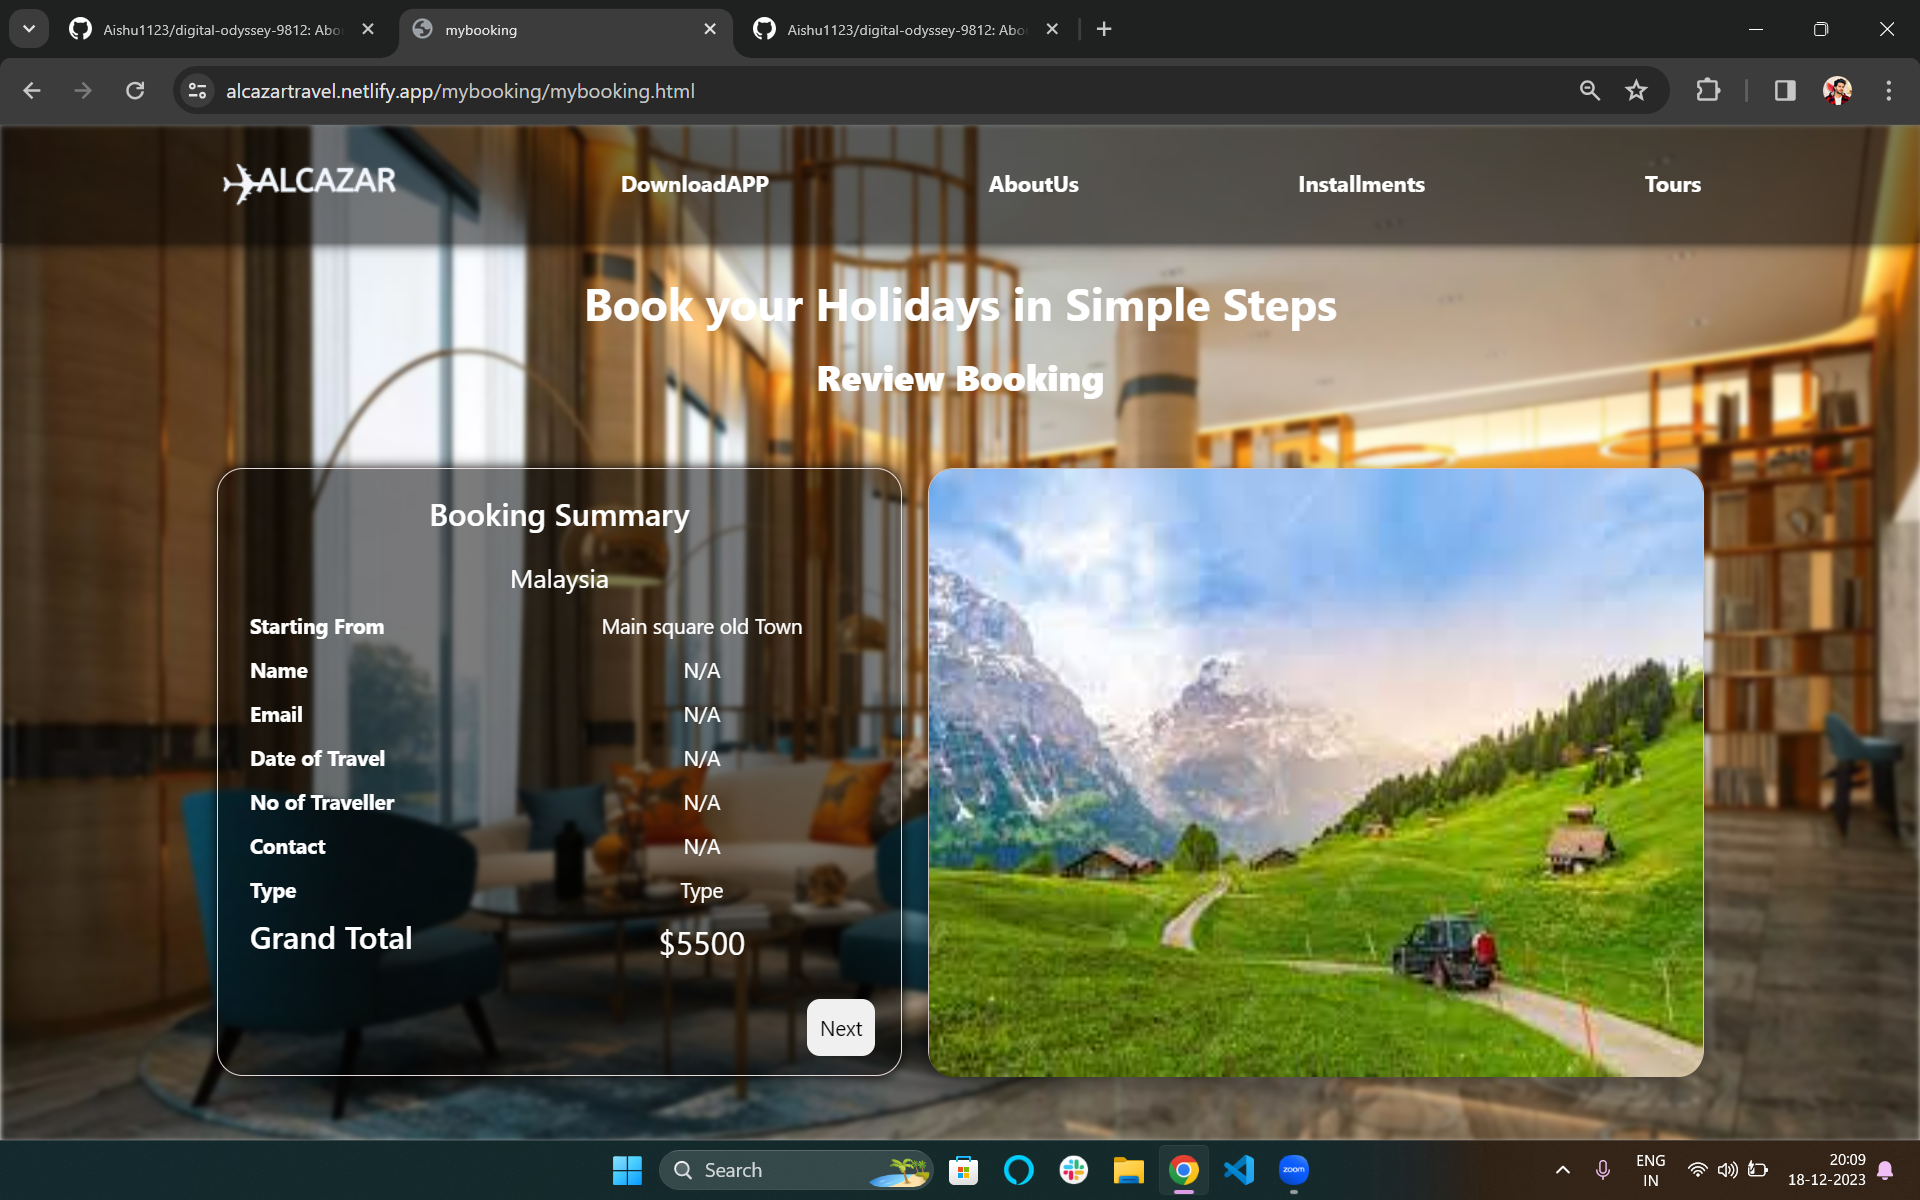 Aishu1123/digital-odyssey-9812: Abo
mybooking
Aishu1123/digital-odyssey-9812: Abo
alcazartravel.netlify.app/mybooking/mybooking.html
ALCAZAR
DownloadAPP
AboutUs
Installments
Tours
Book your Holidays in Simple Steps
Review Booking
Booking Summary
Malaysia
Starting From Main square old Town
Name N/A
Email N/A
Date of Travel N/A
No of Traveller N/A
Contact N/A
Type Type
Grand Total $5500
Next
Search
zoom
ENG
IN
20:09
18-12-2023